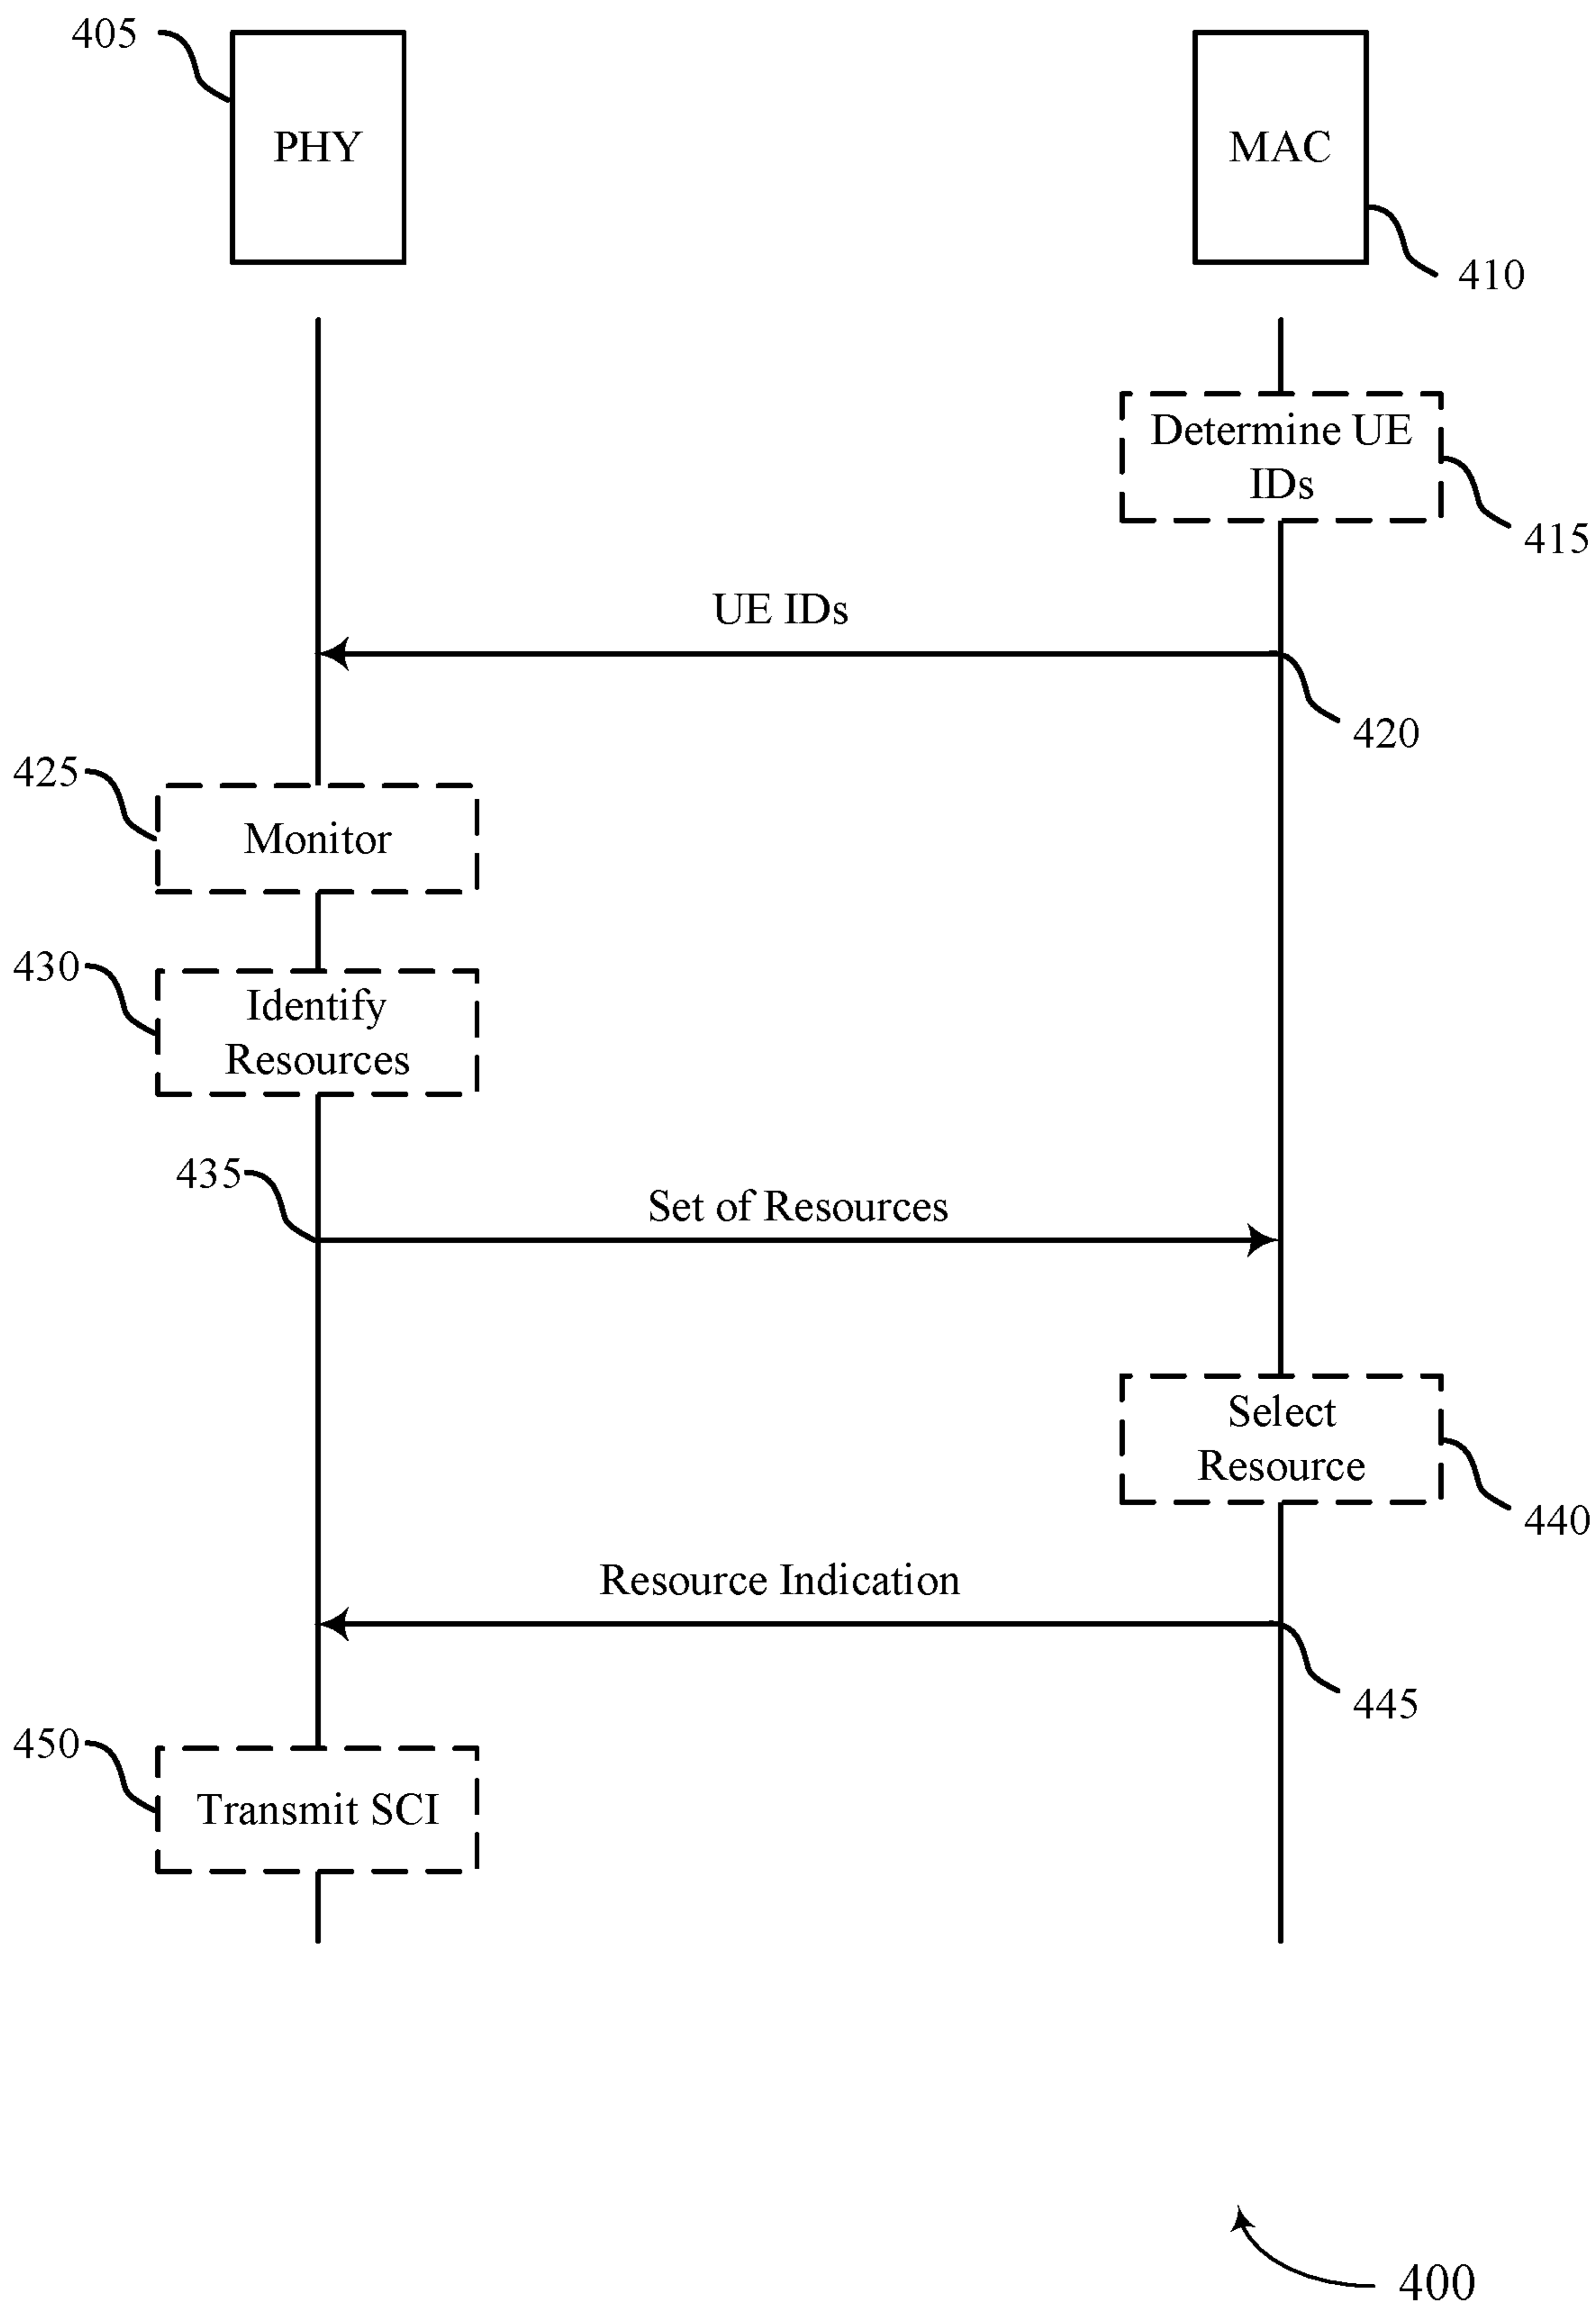 405
PHY
MAC
410
Determine UE
IDs
415
UE IDs
420
425
Monitor
430
Identify
Resources
435
Set of Resources
Select
Resource
440
Resource Indication
445
450
Transmit SCI
400